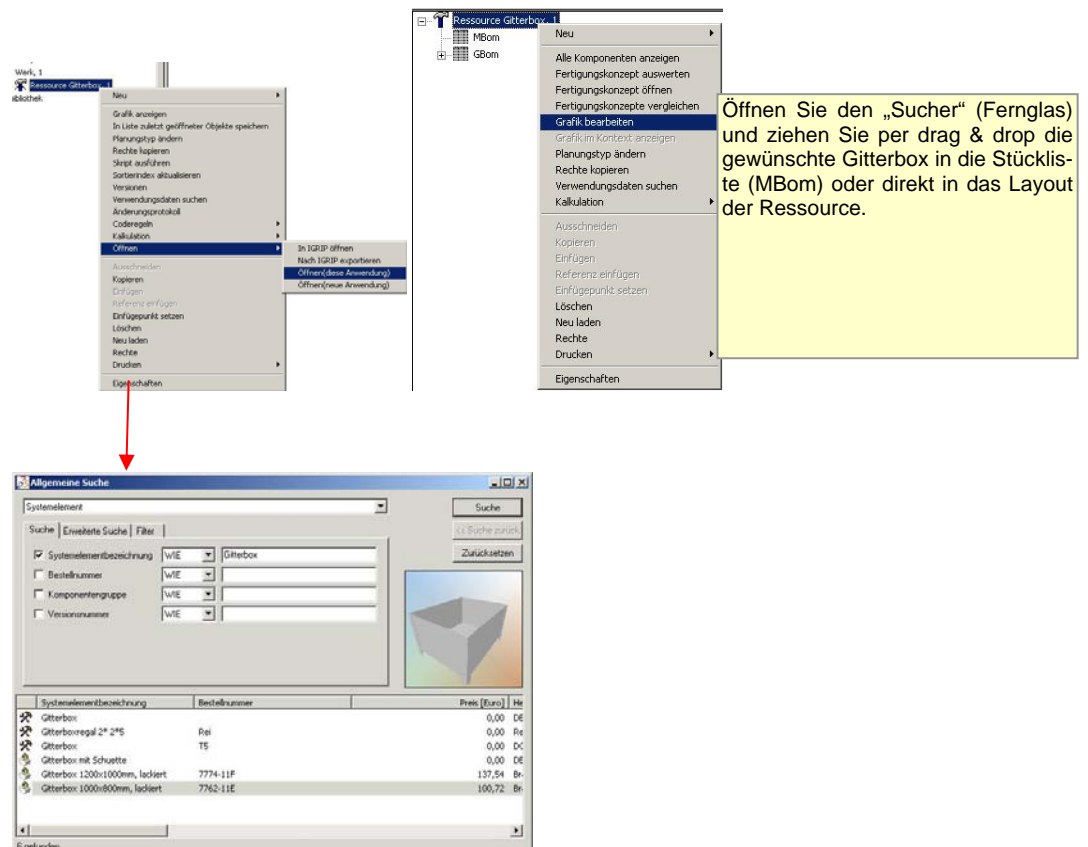 Werk, 1
Ressource Gitterbox, 1
Neu
Grafik anzeigen
In Liste zuletzt geöffneter Objekte speichern
Planungstyp ändern
Rechte kopieren
Skript ausführen
Sortierindex aktualisieren
Versionen
Verwendungsdaten suchen
Änderungsprotokoll
Coderegeln
Kalkulation
Öffnen
Ausschneiden
Kopieren
Einfügen
Referenz einfügen
Einfügepunkt setzen
Löschen
Neu laden
Rechte
Drucken
Eigenschaften
In IGRIP öffnen
Nach IGRIP exportieren
Öffnen(diese Anwendung)
Öffnen(neue Anwendung)
Ressource Gitterbox, 1
MBom
GBom
Neu
Alle Komponenten anzeigen
Fertigungskonzept auswerten
Fertigungskonzept öffnen
Fertigungskonzepte vergleichen
Grafik bearbeiten
Grafik im Kontext anzeigen
Planungstyp ändern
Rechte kopieren
Verwendungsdaten suchen
Kalkulation
Ausschneiden
Kopieren
Einfügen
Referenz einfügen
Einfügepunkt setzen
Löschen
Neu laden
Rechte
Drucken
Eigenschaften
Öffnen Sie den „Sucher“ (Fernglas)
und ziehen Sie per drag & drop die
gewünschte Gitterbox in die Stücklis-
te (MBom) oder direkt in das Layout
der Ressource.
Allgemeine Suche
Systemelement
Suche
Suche Erweiterte Suche Filter
<< Suche zurück
Zurücksetzen
Systemelementbezeichnung WIE Gitterbox
Bestellnummer WIE
Komponentengruppe WIE
Versionsnummer WIE
Systemelementbezeichnung Bestellnummer Preis [Euro] He
Gitterbox 0,00 DE
Gitterboxregal 2* 2*5 Rei 0,00 Re
Gitterbox T5 0,00 DC
Gitterbox mit Schuette 0,00 DE
Gitterbox 1200x1000mm, lackiert 7774-11F 137,54 Br-
Gitterbox 1000x800mm, lackiert 7762-11E 100,72 Br-